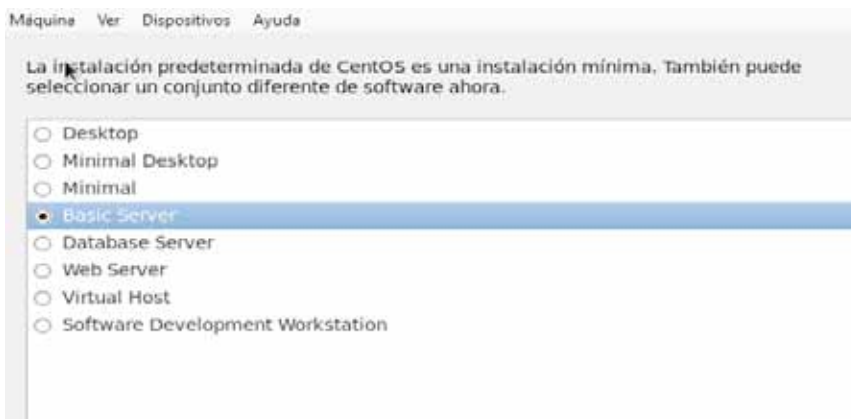 Máquina Ver Dispositivos Ayuda
La instalación predeterminada de CentOS es una instalación mínima. También puede
seleccionar un conjunto diferente de software ahora.
Desktop
Minimal Desktop
Minimal
Basic Server
Database Server
Web Server
Virtual Host
Software Development Workstation